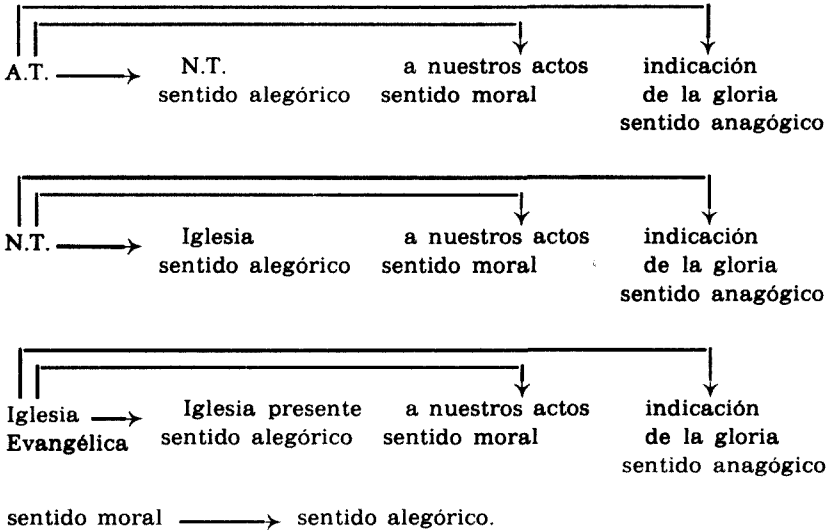 A.T. N.T. a nuestros actos indicación
sentido alegórico sentido moral de la gloria
sentido anagógico
N.T. Iglesia a nuestros actos indicación
sentido alegórico sentido moral de la gloria
sentido anagógico
Iglesia Iglesia presente a nuestros actos indicación
Evangélica sentido alegórico sentido moral de la gloria
sentido anagógico
sentido moral sentido alegórico.